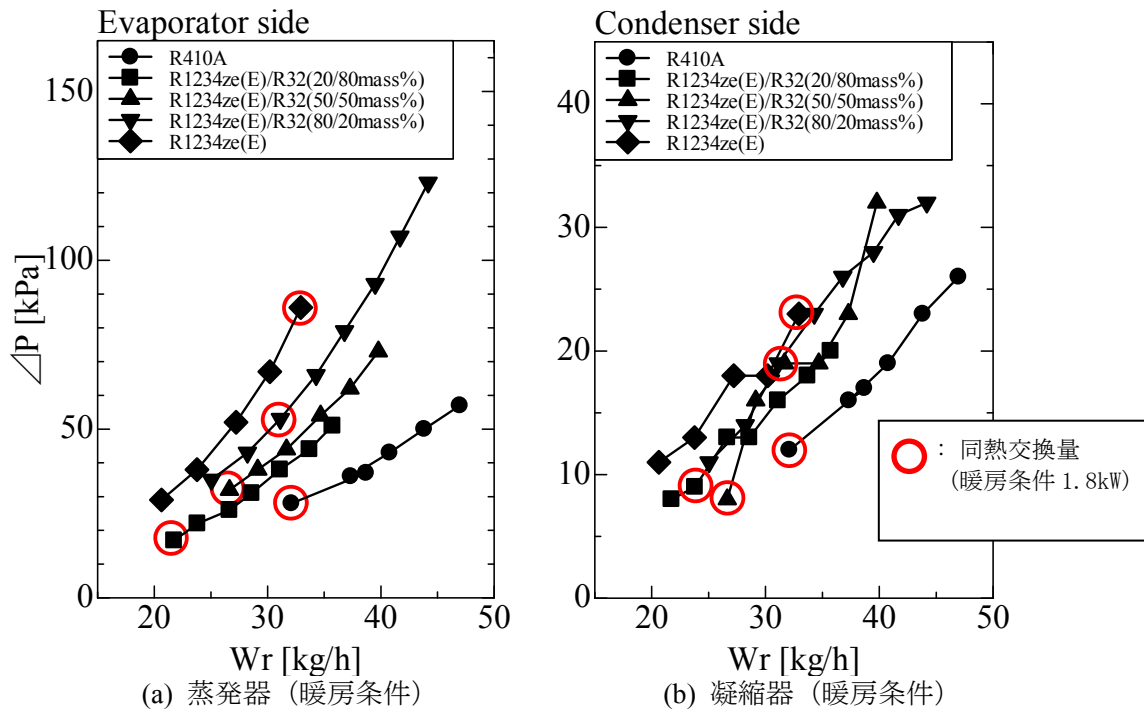 Evaporator side
R410A
R1234ze(E)/R32(20/80mass%)
R1234ze(E)/R32(50/50mass%)
R1234ze(E)/R32(80/20mass%)
R1234ze(E)
150
100
50
0
⊿P [kPa]
20 30 40 50
Wr [kg/h]
(a) 蒸発器（暖房条件）
Condenser side
R410A
R1234ze(E)/R32(20/80mass%)
R1234ze(E)/R32(50/50mass%)
R1234ze(E)/R32(80/20mass%)
R1234ze(E)
40
30
20
10
0
20 30 40 50
Wr [kg/h]
(b) 凝縮器（暖房条件）
：同熱交換量
(暖房条件 1.8kW)